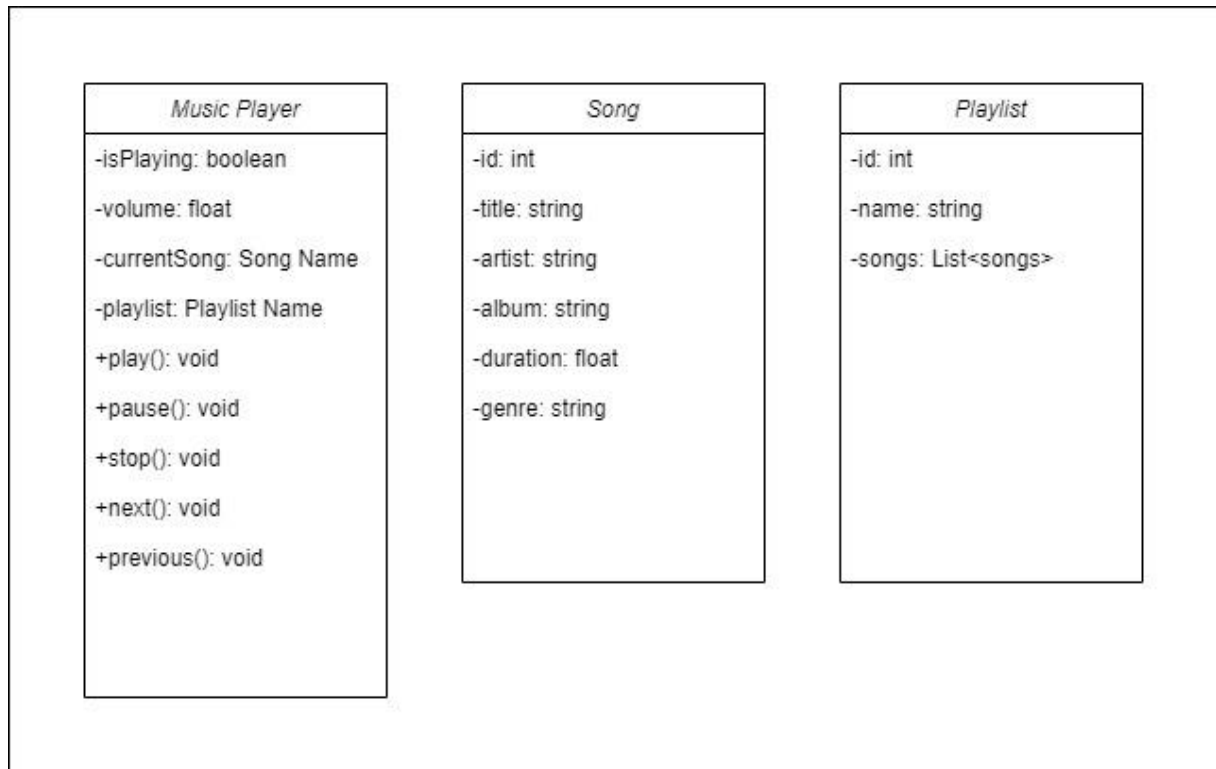 Music Player
-isPlaying: boolean
-volume: float
-currentSong: Song Name
-playlist: Playlist Name
+play(): void
+pause(): void
+stop(): void
+next(): void
+previous(): void
Song
-id: int
-title: string
-artist: string
-album: string
-duration: float
-genre: string
Playlist
-id: int
-name: string
-songs: List<songs>